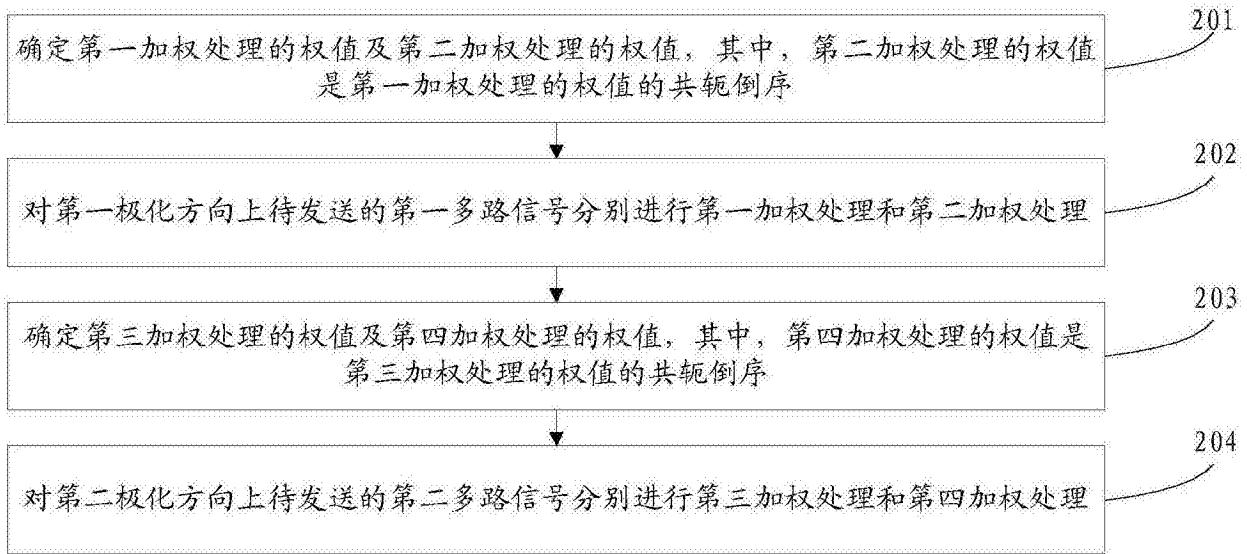 201
确定第一加权处理的权值及第二加权处理的权值，其中，第二加权处理的权值
是第一加权处理的权值的共轭倒序
202
对第一极化方向上待发送的第一多路信号分别进行第一加权处理和第二加权处理
203
确定第三加权处理的权值及第四加权处理的权值，其中，第四加权处理的权值是
第三加权处理的权值的共轭倒序
204
对第二极化方向上待发送的第二多路信号分别进行第三加权处理和第四加权处理